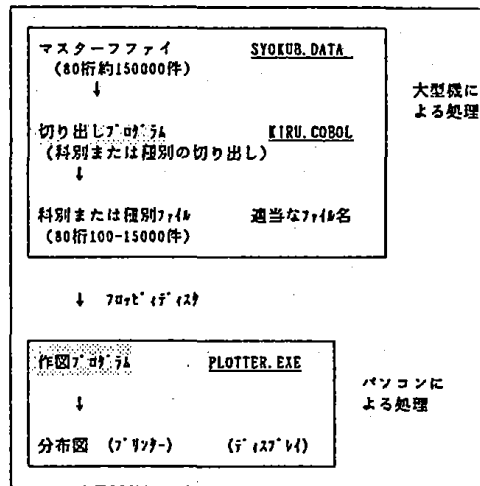 マスターフファイ SYOKUB.DATA
(80桁約150000件)
↓
大型機に
よる処理
切り出しプログラム KIRU.COBOL
(科別または種別の切り出し)
↓
科別または種別ファイル 適当なファイル名
(80桁100-15000件)
↓ フロッピィディスク
作図プログラム PLOTTER.EXE
パソコンに
よる処理
↓
分布図 (プリンター) (ディスプレイ)